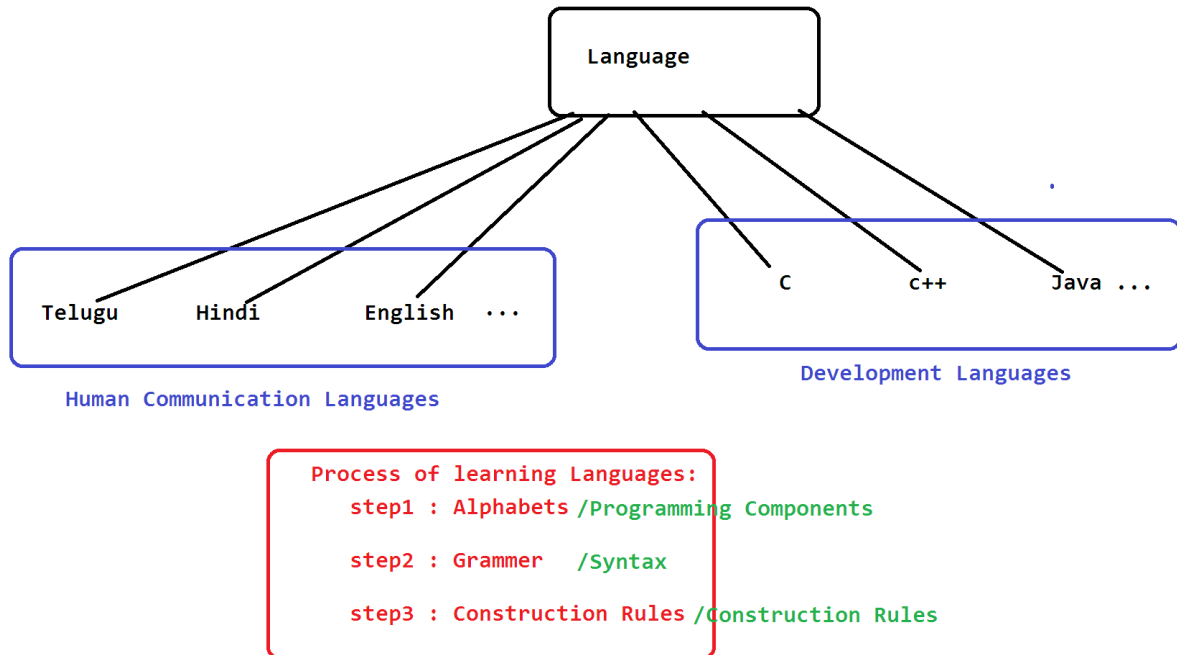 Language
Telugu Hindi English ...
C c++ Java ...
Human Communication Languages
Development Languages
Process of learning Languages:
step1 : Alphabets /Programming Components
step2 : Grammer /Syntax
step3 : Construction Rules /Construction Rules